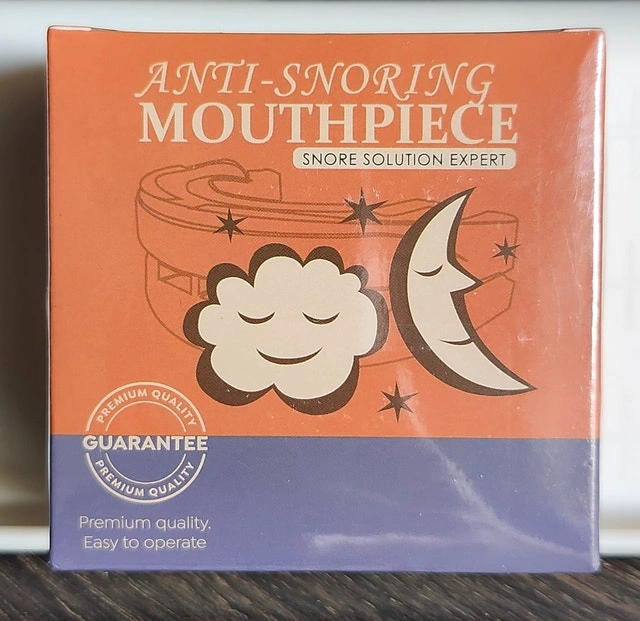 ANTI-SNORING
MOUTHPIECE
SNORE SOLUTION EXPERT
PREMIUM QUALITY
GUARANTEE
PREMIUM QUALITY
Premium quality.
Easy to operate